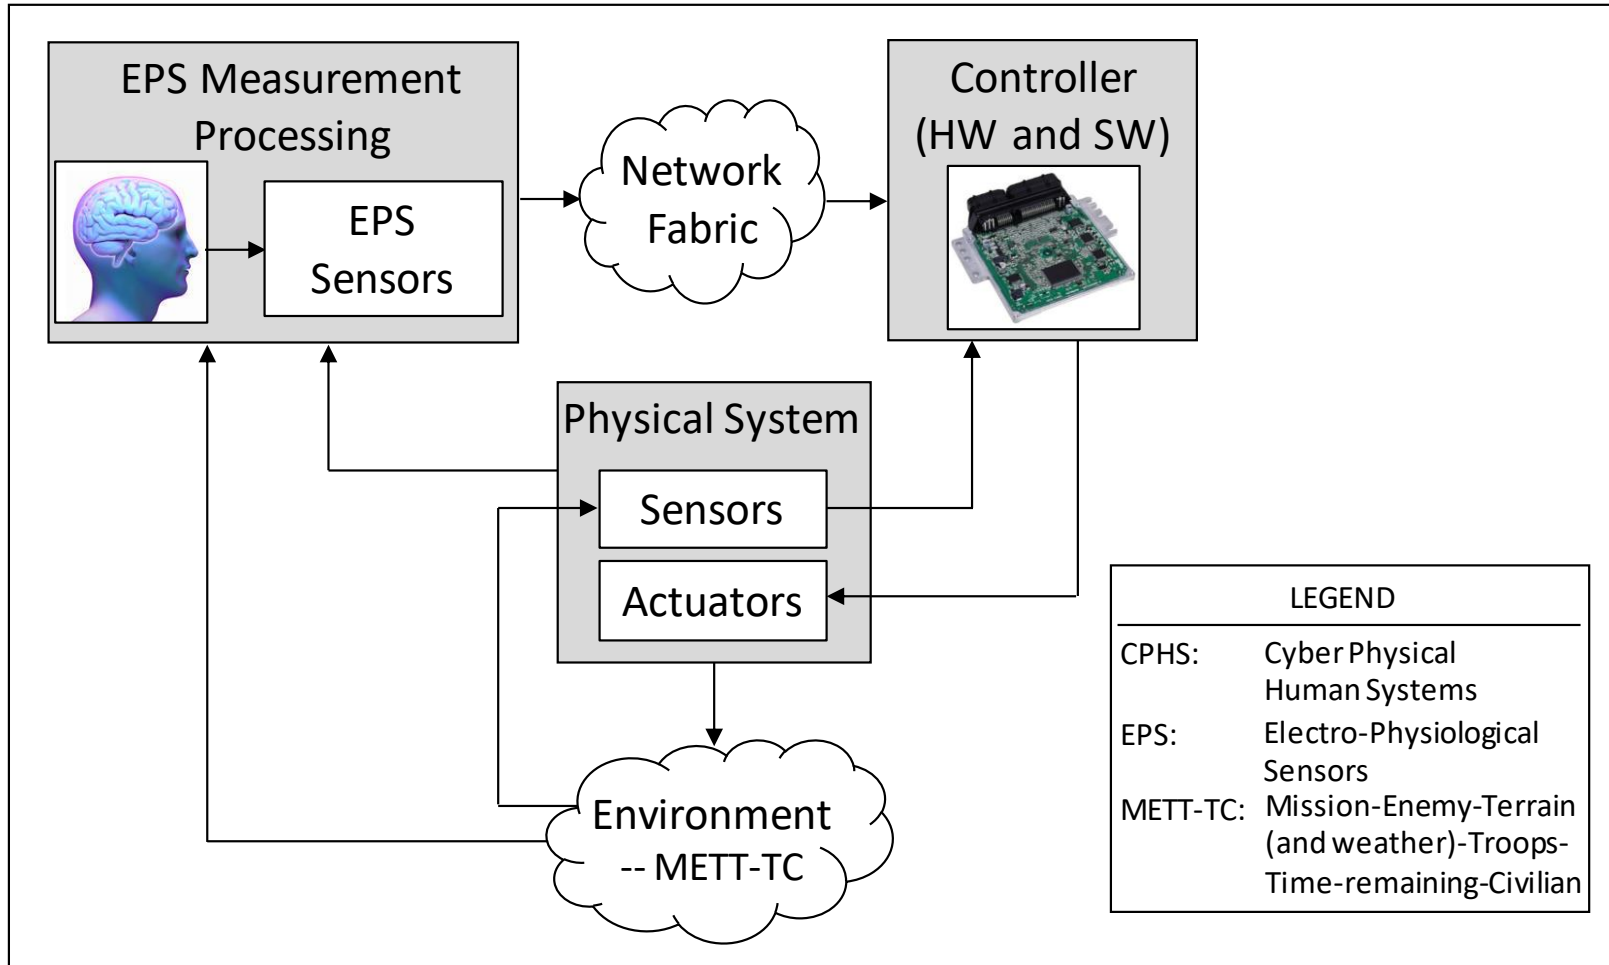 EPS Measurement
Processing
EPS
Sensors
Network
Fabric
Controller
(HW and SW)
Physical System
Sensors
Actuators
Environment
-- METT-TC
LEGEND
CPHS: Cyber Physical
Human Systems
EPS: Electro-Physiological
Sensors
METT-TC: Mission-Enemy-Terrain
(and weather)-Troops-
Time-remaining-Civilian